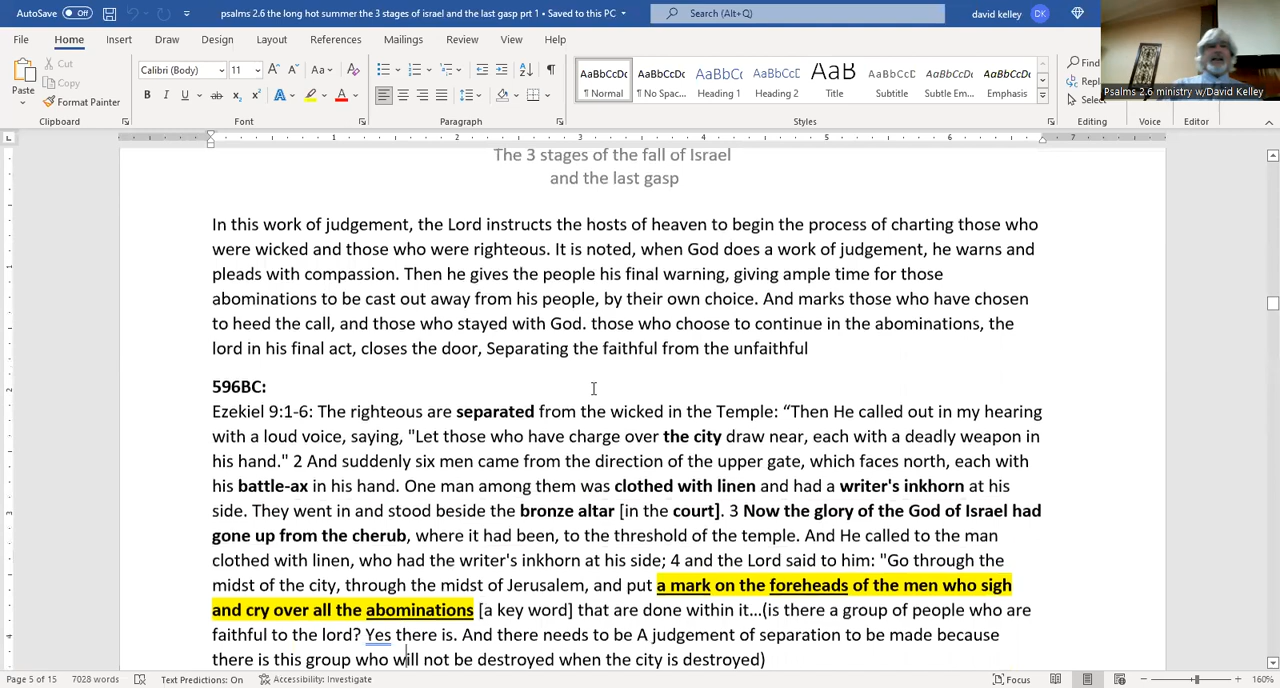 AutoSave Off psalms 2.6 the long hot summer the 3 stages of israel and the last gasp prt 1 • Saved to this PC Search (Alt+Q) david kelley DK
File Home Insert Draw Design Layout References Mailings Review View Help
Paste Cut Copy Format Painter
Calibri (Body) 11
AaBbCcDc AaBbCcDc AaBbCc AaBbCcC AaB AaBbCcD AaBbCcDc AaBbCcDc
¶ Normal ¶ No Spac... Heading 1 Heading 2 Title Subtitle Subtle Em... Emphasis
Find
Repl
Select
Psalms 2.6 ministry w/David Kelley
Clipboard Font Paragraph Styles Editing Voice Editor
The 3 stages of the fall of Israel
and the last gasp
In this work of judgement, the Lord instructs the hosts of heaven to begin the process of charting those who
were wicked and those who were righteous. It is noted, when God does a work of judgement, he warns and
pleads with compassion. Then he gives the people his final warning, giving ample time for those
abominations to be cast out away from his people, by their own choice. And marks those who have chosen
to heed the call, and those who stayed with God. those who choose to continue in the abominations, the
lord in his final act, closes the door, Separating the faithful from the unfaithful
596BC:
Ezekiel 9:1-6: The righteous are separated from the wicked in the Temple: “Then He called out in my hearing
with a loud voice, saying, "Let those who have charge over the city draw near, each with a deadly weapon in
his hand." 2 And suddenly six men came from the direction of the upper gate, which faces north, each with
his battle-ax in his hand. One man among them was clothed with linen and had a writer's inkhorn at his
side. They went in and stood beside the bronze altar [in the court]. 3 Now the glory of the God of Israel had
gone up from the cherub, where it had been, to the threshold of the temple. And He called to the man
clothed with linen, who had the writer's inkhorn at his side; 4 and the Lord said to him: "Go through the
midst of the city, through the midst of Jerusalem, and put a mark on the foreheads of the men who sigh
and cry over all the abominations [a key word] that are done within it...(is there a group of people who are
faithful to the lord? Yes there is. And there needs to be A judgement of separation to be made because
there is this group who will not be destroyed when the city is destroyed)
Page 5 of 15 7028 words Text Predictions: On Accessibility: Investigate Focus 160%